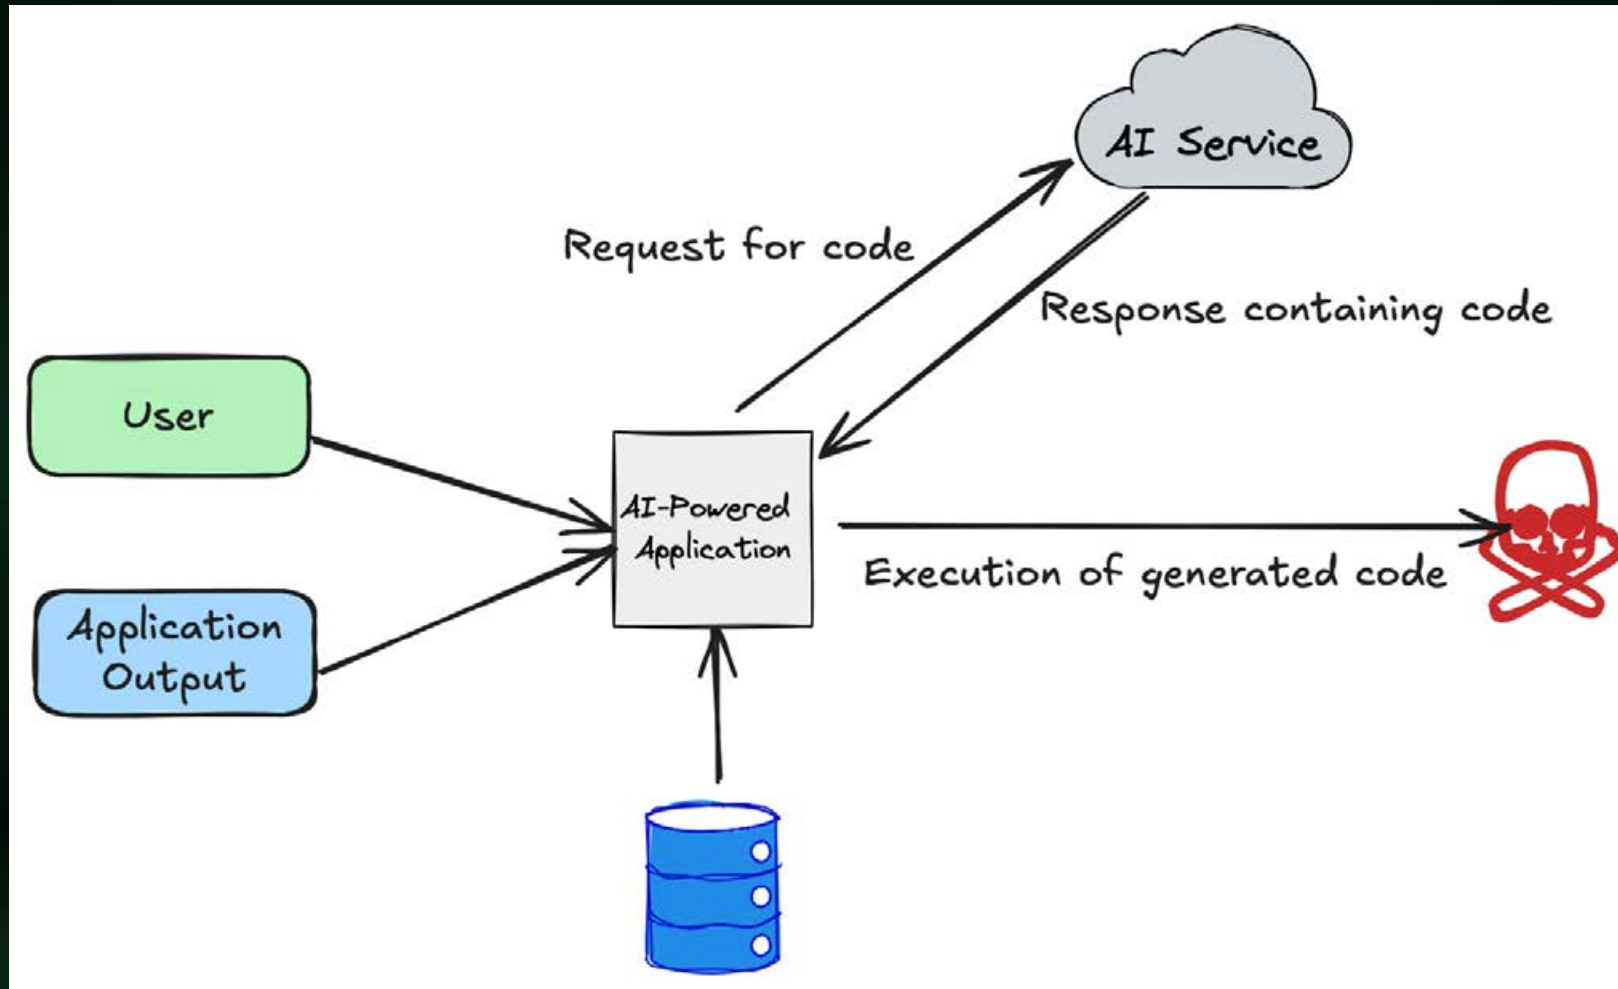 AI Service
Request for code
Response containing code
User
AI-Powered
Application
Execution of generated code
Application
Output